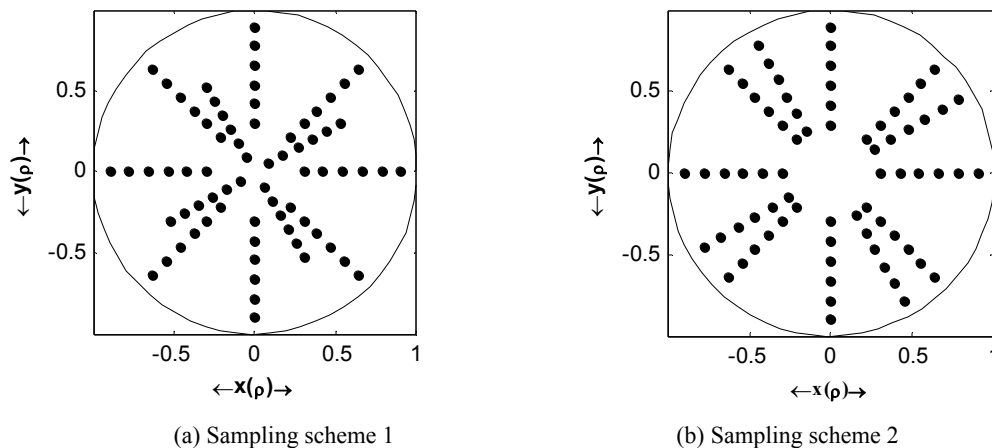 0.5
0
-0.5
←y(ρ)→
-0.5 0 0.5 1
←x(ρ)→
(a) Sampling scheme 1
0.5
0
-0.5
←y(ρ)→
-0.5 0 0.5 1
←x(ρ)→
(b) Sampling scheme 2